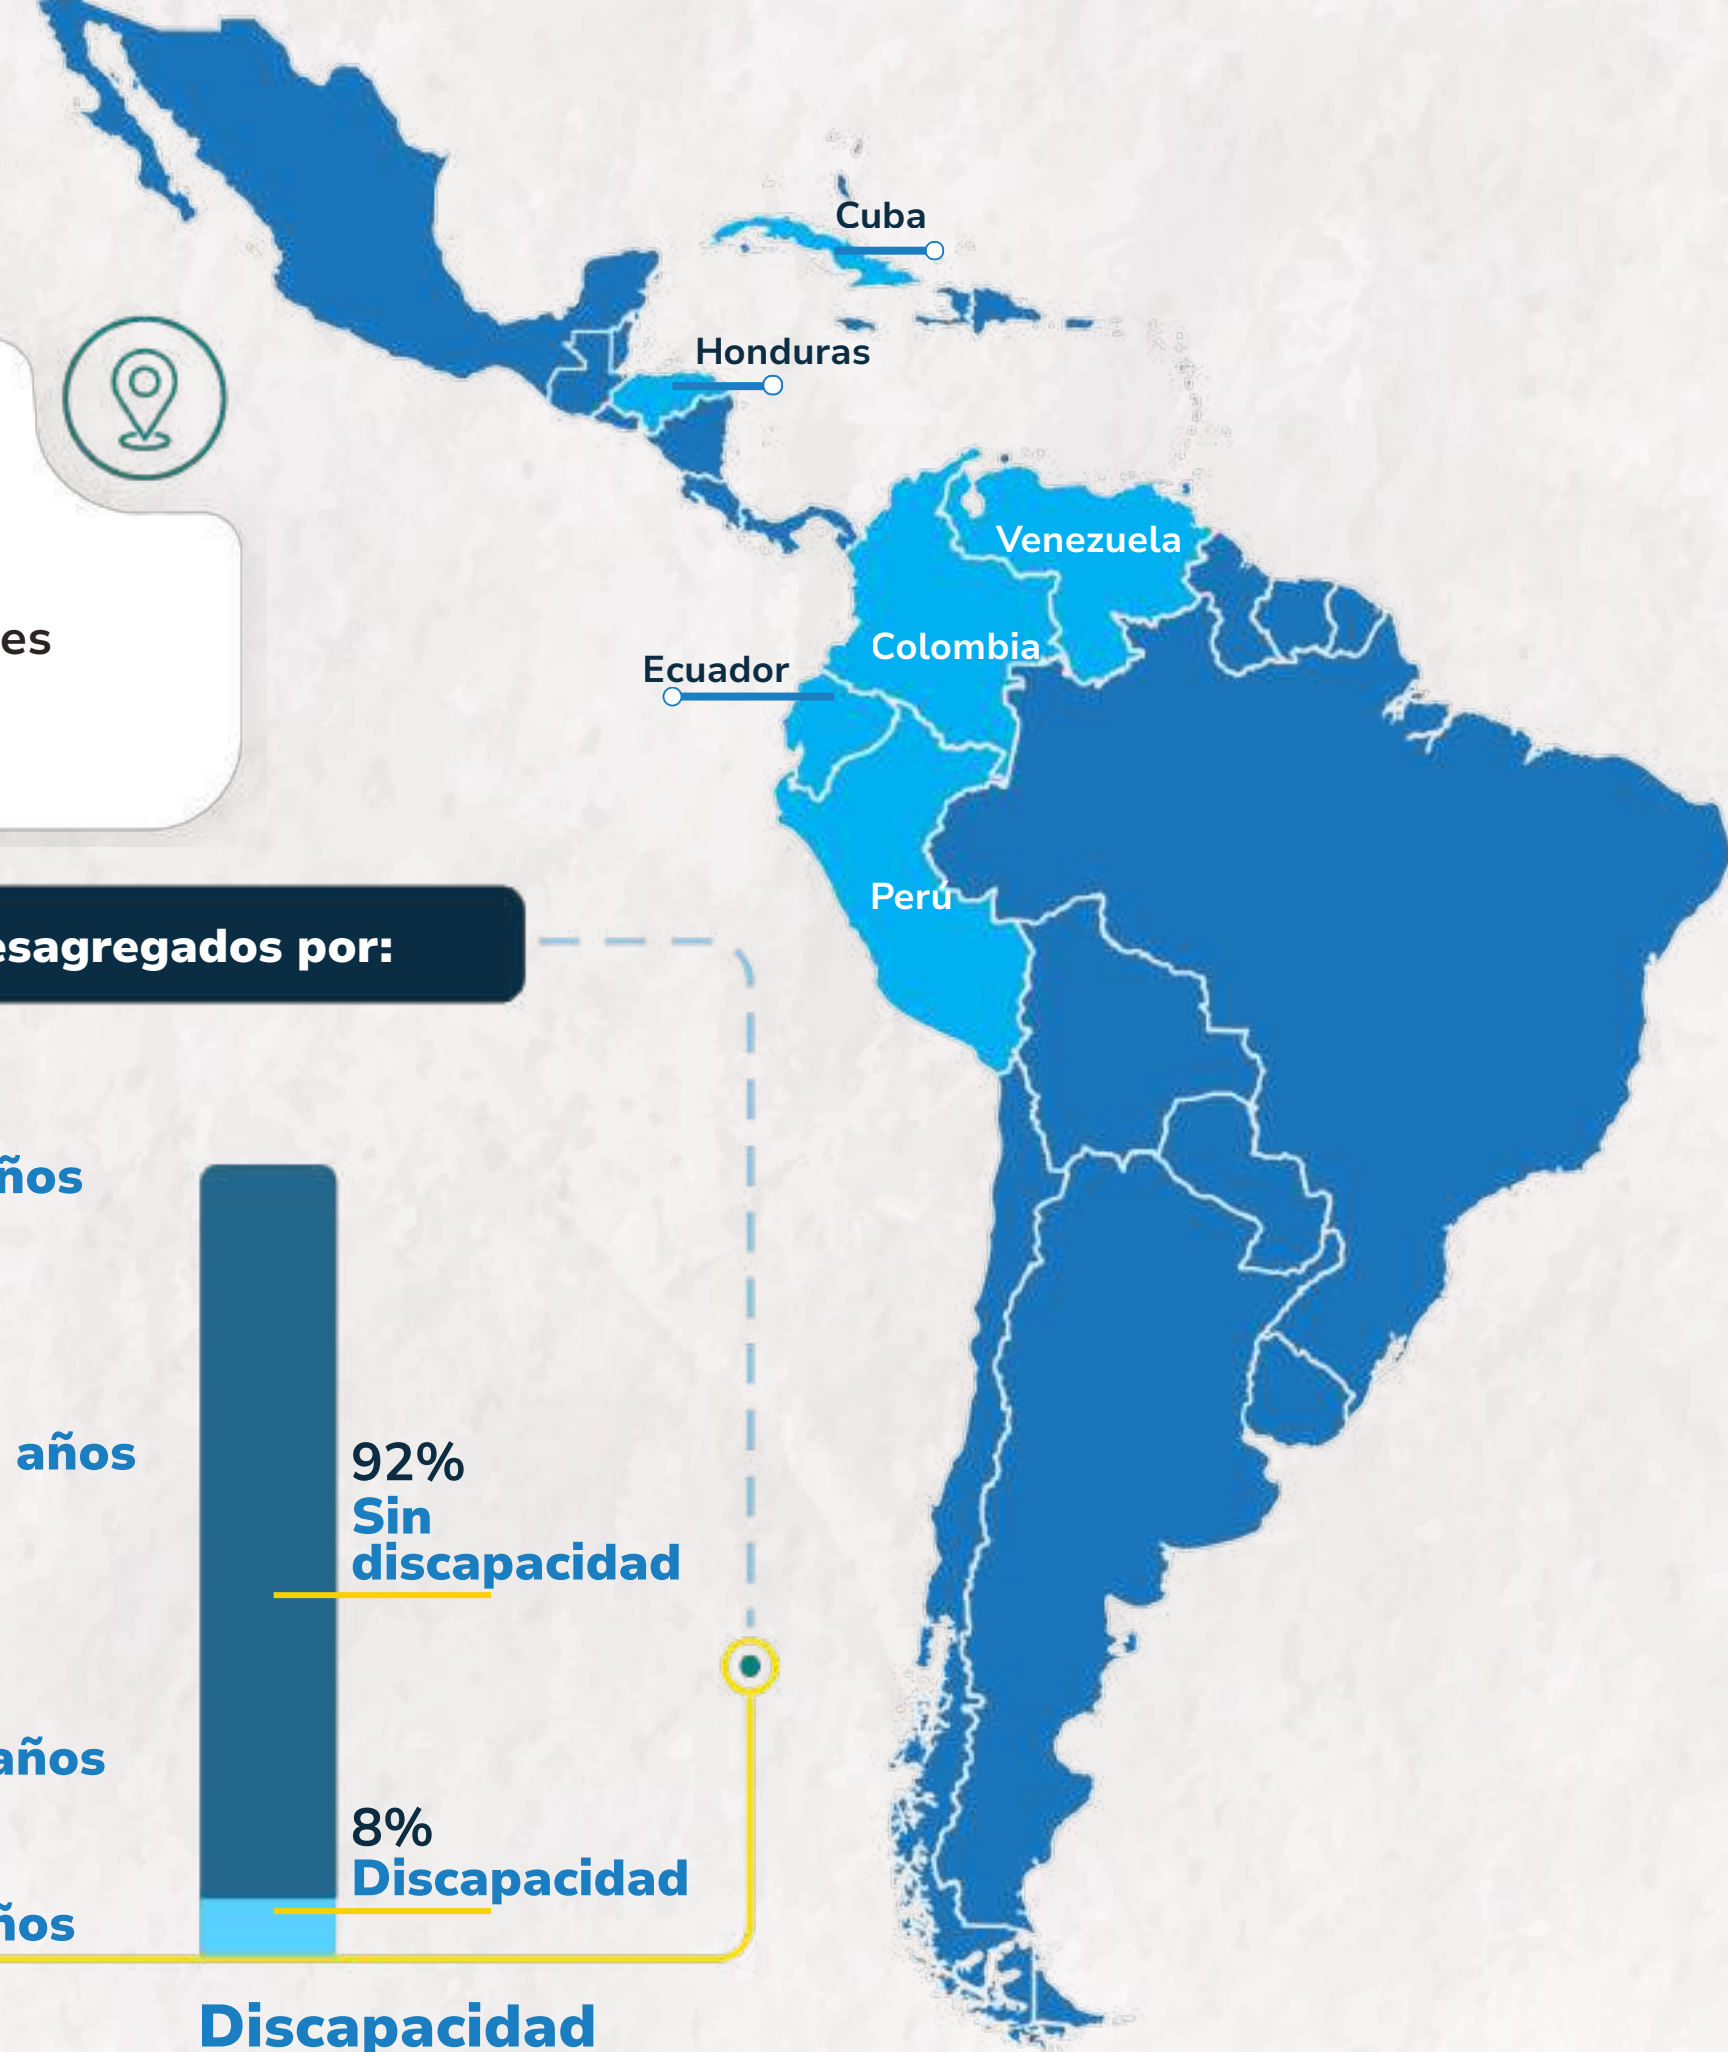 Cuba
Honduras
Venezuela
Colombia
Ecuador
es
Perú
esagregados por:
ños
años
92%
Sin
discapacidad
años
8%
Discapacidad
ños
Discapacidad